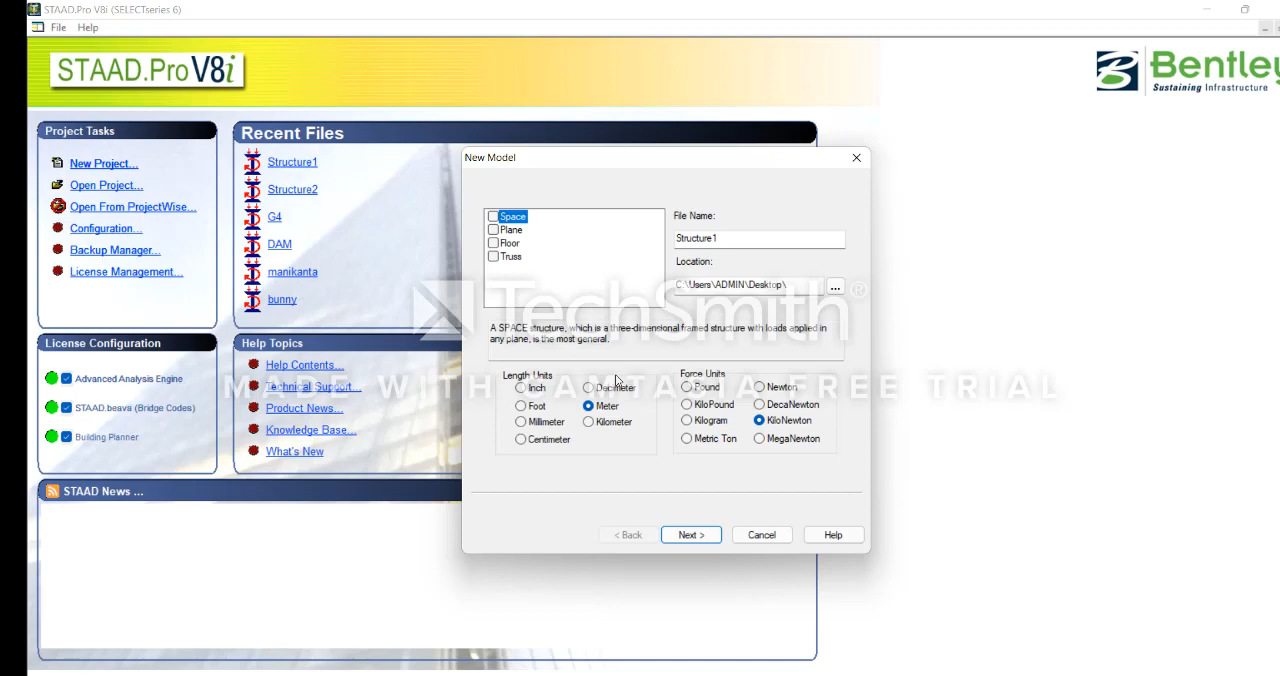 STAAD.Pro V8i (SELECTseries 6)
File Help
STAAD.Pro V8i
Bentley
Sustaining Infrastructure
Project Tasks
New Project...
Open Project...
Open From ProjectWise...
Configuration...
Backup Manager...
License Management...
Recent Files
Structure1
Structure2
G4
DAM
manikanta
bunny
License Configuration
Advanced Analysis Engine
STAAD.beava (Bridge Codes)
Building Planner
Help Topics
Help Contents...
Technical Support...
Product News...
Knowledge Base...
What's New
STAAD News ...
New Model
Space
Plane
Floor
Truss
File Name:
Structure1
Location:
C:\Users\ADMIN\Desktop\
...
A SPACE structure, which is a three-dimensional framed structure with loads applied in
any plane, is the most general.
Length Units
Inch
Decimeter
Foot
Meter
Millimeter
Kilometer
Centimeter
Force Units
Pound
Newton
KiloPound
DecaNewton
Kilogram
KiloNewton
Metric Ton
MegaNewton
< Back
Next >
Cancel
Help
TechSmith®
MADE WITH CAMTASIA FREE TRIAL